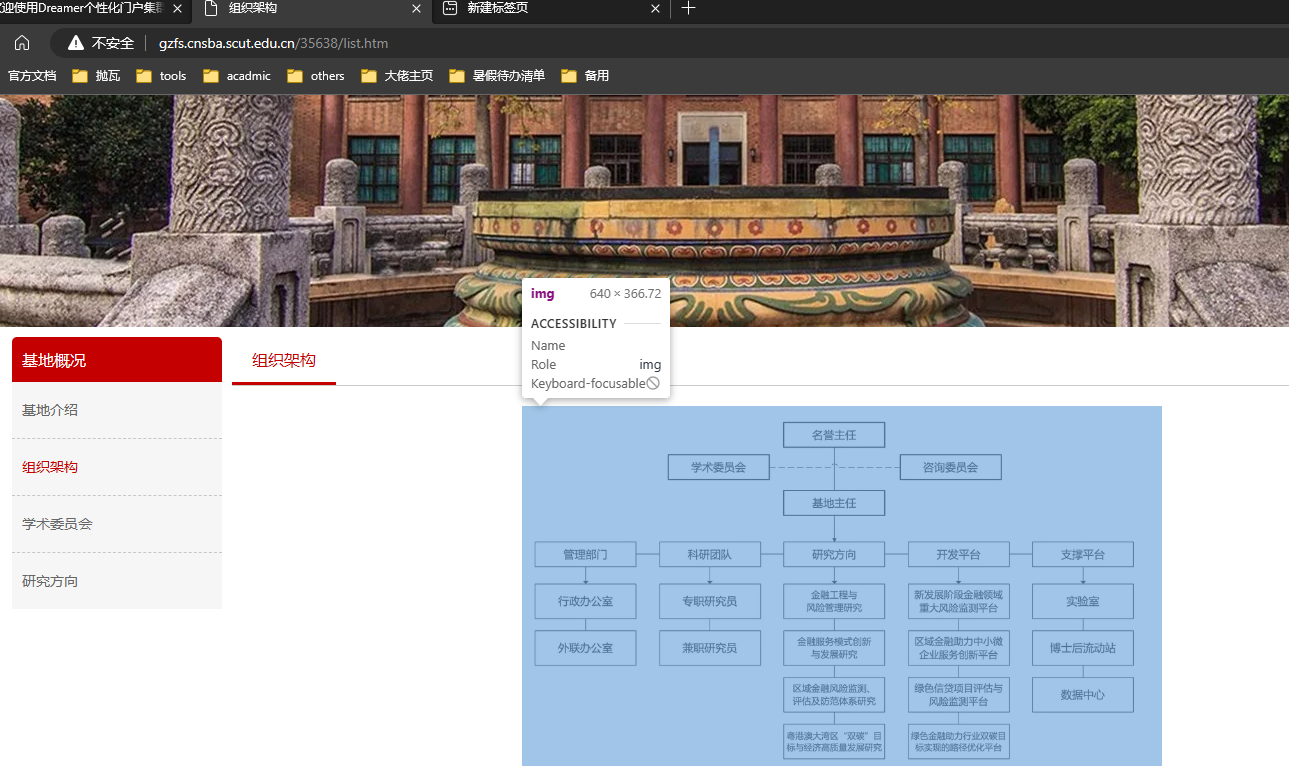 欢迎使用Dreamer个性化门户集群
组织架构
新建标签页
不安全
gzfs.cnsba.scut.edu.cn/35638/list.htm
官方文档 抛瓦 tools acadmic others 大佬主页 暑假待办清单 备用
img 640 × 366.72
ACCESSIBILITY
Name
Role img
Keyboard-focusable
基地概况
组织架构
基地介绍
组织架构
学术委员会
研究方向
名誉主任
学术委员会 咨询委员会
基地主任
管理部门 科研团队 研究方向 开发平台 支撑平台
行政办公室
专职研究员
金融工程与
风险管理研究
新发展阶段金融领域
重大风险监测平台
实验室
外联办公室
兼职研究员
金融服务模式创新
与发展研究
区域金融助力中小微
企业服务创新平台
博士后流动站
区域金融风险监测、
评估及防范体系研究
绿色信贷项目评估与
风险监测平台
数据中心
粤港澳大湾区“双碳”目
标与经济高质量发展研究
绿色金融助力行业双碳目
标实现的路径优化平台